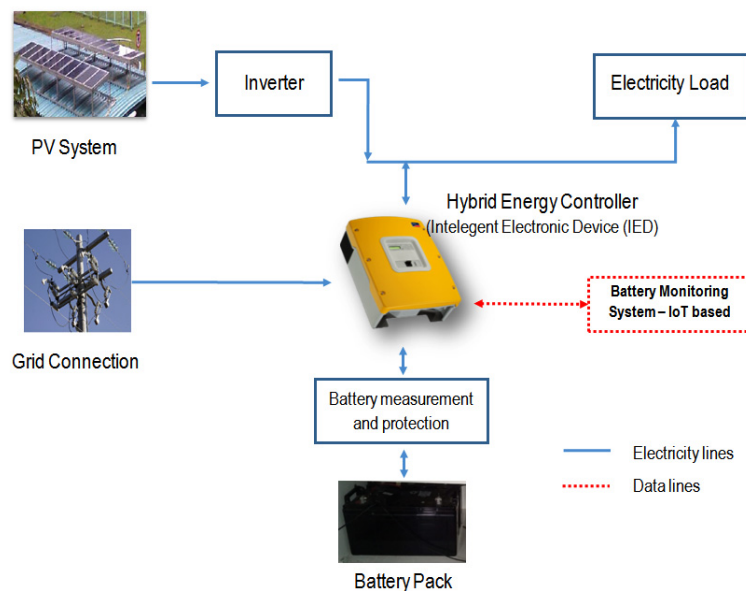 Inverter
Electricity Load
PV System
Hybrid Energy Controller
(Intelegent Electronic Device (IED)
Battery Monitoring
System – IoT based
Grid Connection
Battery measurement
and protection
Electricity lines
Data lines
Battery Pack